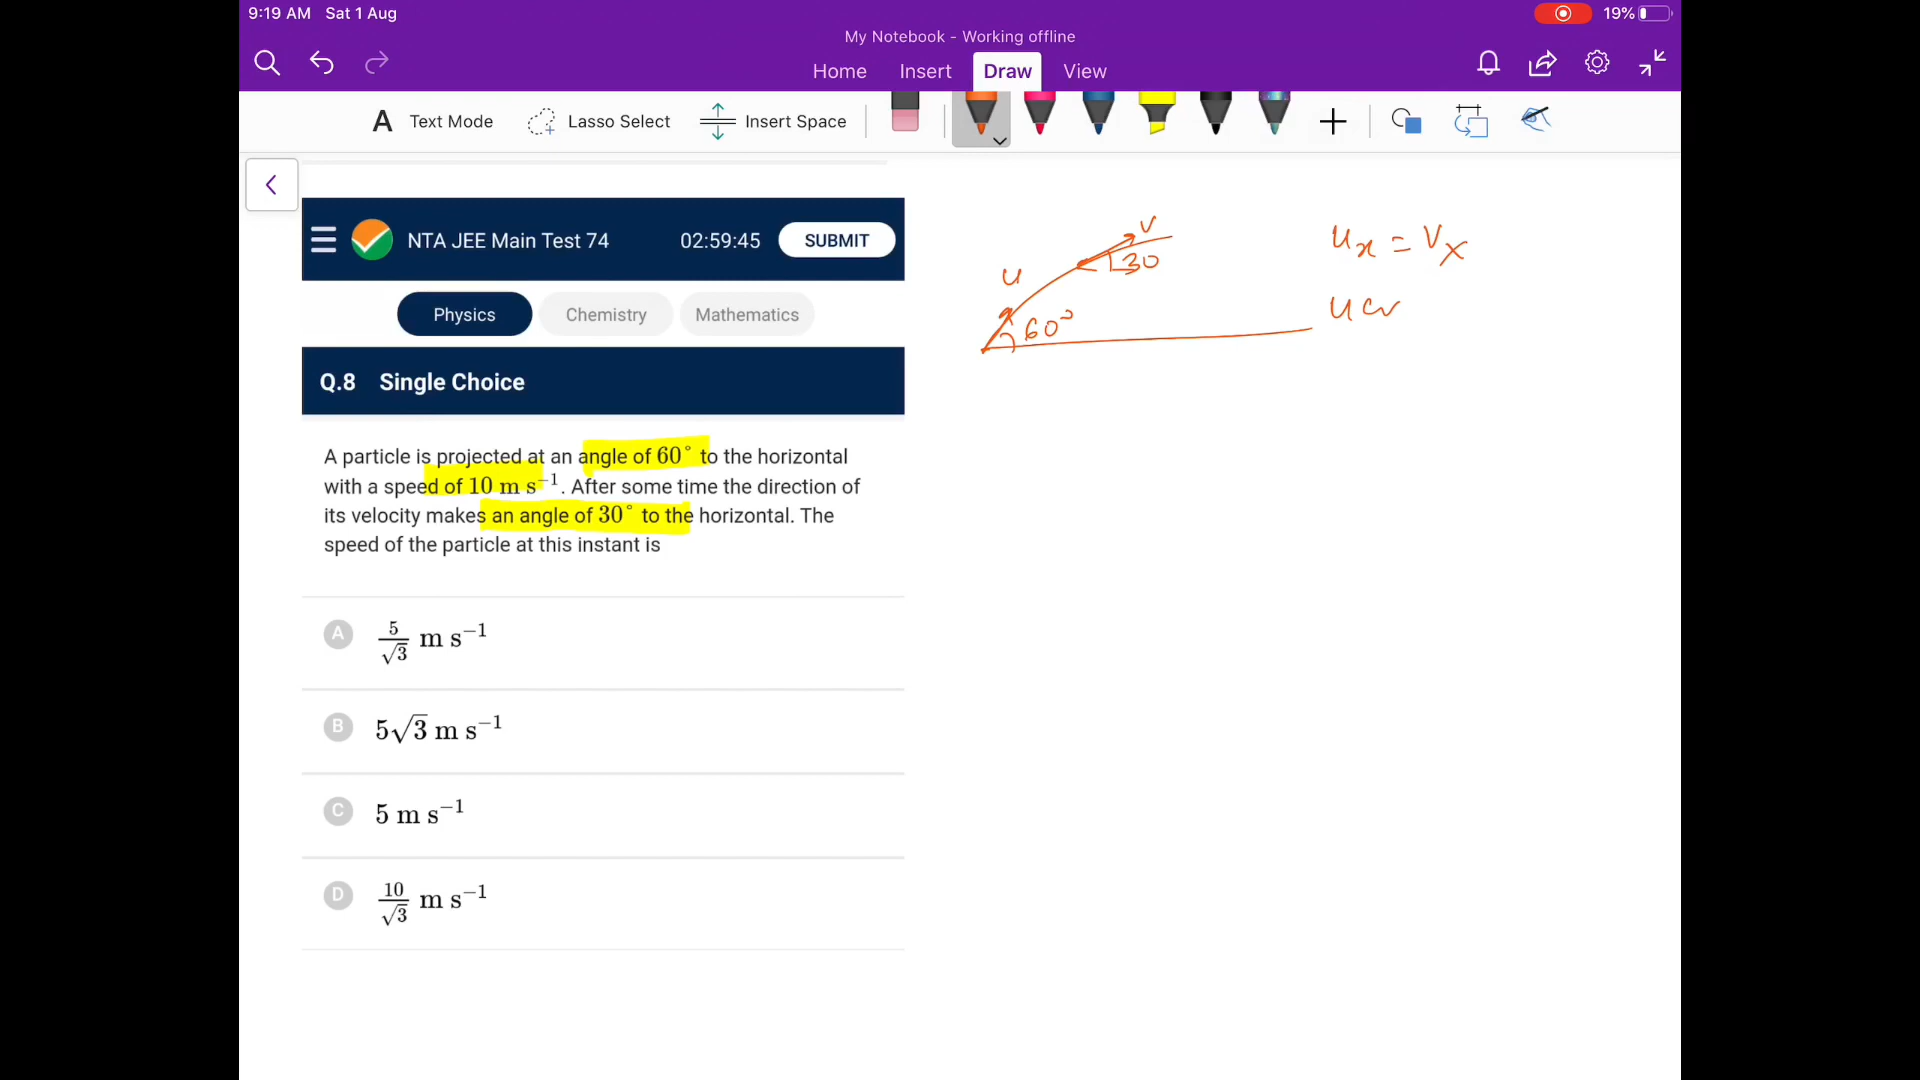 9:19 AM Sat 1 Aug
19%
My Notebook - Working offline
Home Insert Draw View
A Text Mode Lasso Select Insert Space
NTA JEE Main Test 74 02:59:45 SUBMIT
Physics Chemistry Mathematics
Q.8 Single Choice
A particle is projected at an angle of 60° to the horizontal
with a speed of 10 m s⁻¹. After some time the direction of
its velocity makes an angle of 30° to the horizontal. The
speed of the particle at this instant is
A 5/√3 m s⁻¹
B 5√3 m s⁻¹
C 5 m s⁻¹
D 10/√3 m s⁻¹
v
30
u
60°
uₓ = vₓ
u